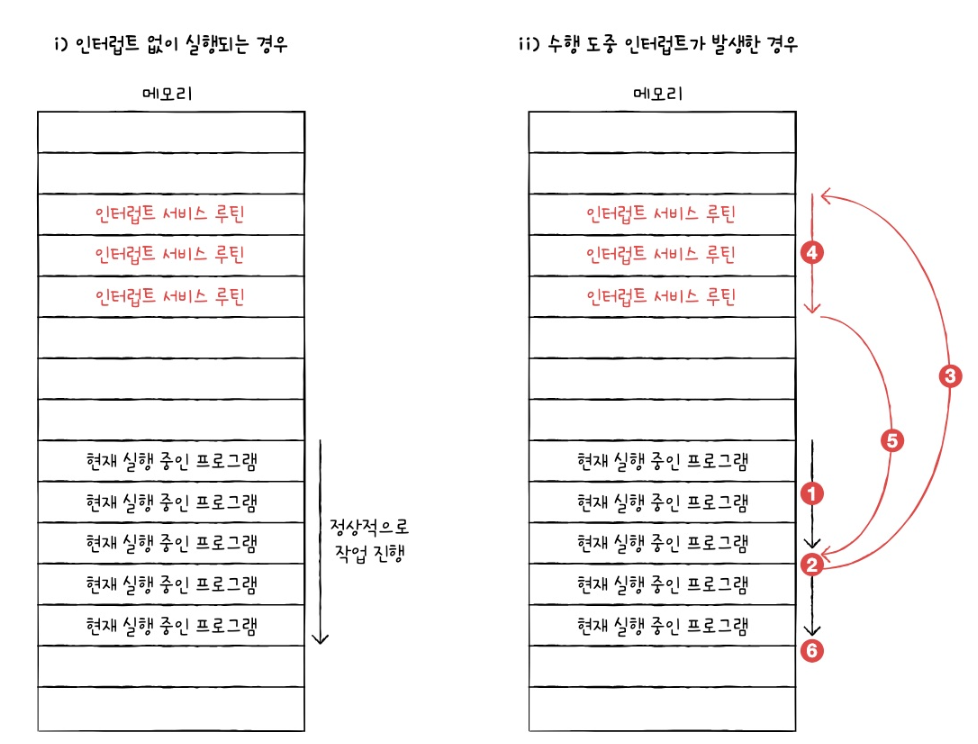 i) 인터럽트 없이 실행되는 경우
메모리
인터럽트 서비스 루틴
인터럽트 서비스 루틴
인터럽트 서비스 루틴
현재 실행 중인 프로그램
현재 실행 중인 프로그램
현재 실행 중인 프로그램
현재 실행 중인 프로그램
현재 실행 중인 프로그램
정상적으로
작업 진행
ii) 수행 도중 인터럽트가 발생한 경우
메모리
인터럽트 서비스 루틴
인터럽트 서비스 루틴
인터럽트 서비스 루틴
4
3
5
현재 실행 중인 프로그램
현재 실행 중인 프로그램
현재 실행 중인 프로그램
현재 실행 중인 프로그램
현재 실행 중인 프로그램
1
2
6